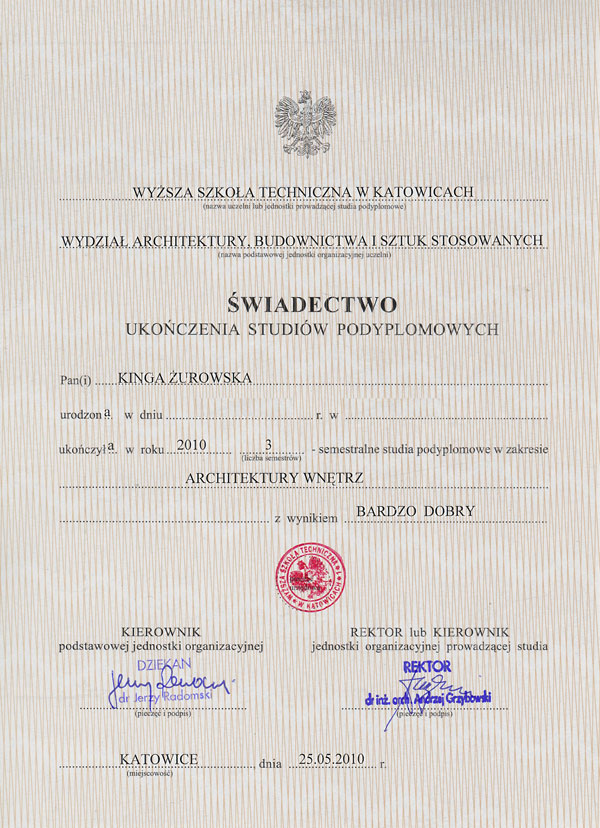 WYŻSZA SZKOŁA TECHNICZNA W KATOWICACH
(nazwa uczelni lub jednostki prowadzącej studia podyplomowe)
WYDZIAŁ ARCHITEKTURY, BUDOWNICTWA I SZTUK STOSOWANYCH
(nazwa podstawowej jednostki organizacyjnej uczelni)
ŚWIADECTWO
UKOŃCZENIA STUDIÓW PODYPLOMOWYCH
Pan(i) KINGA ŻUROWSKA
urodzona w dniu r. w
ukończyła w roku 2010 3 - semestralne studia podyplomowe w zakresie
(liczba semestrów)
ARCHITEKTURY WNĘTRZ
z wynikiem BARDZO DOBRY
WYŻSZA SZKOŁA TECHNICZNA
W KATOWICACH
KIEROWNIK
podstawowej jednostki organizacyjnej
DZIEKAN
dr Jerzy Radomski
(pieczęć i podpis)
REKTOR lub KIEROWNIK
jednostki organizacyjnej prowadzącej studia
REKTOR
dr inż. arch. Andrzej Grzybowski
(pieczęć i podpis)
KATOWICE dnia 25.05.2010 r.
(miejscowość)